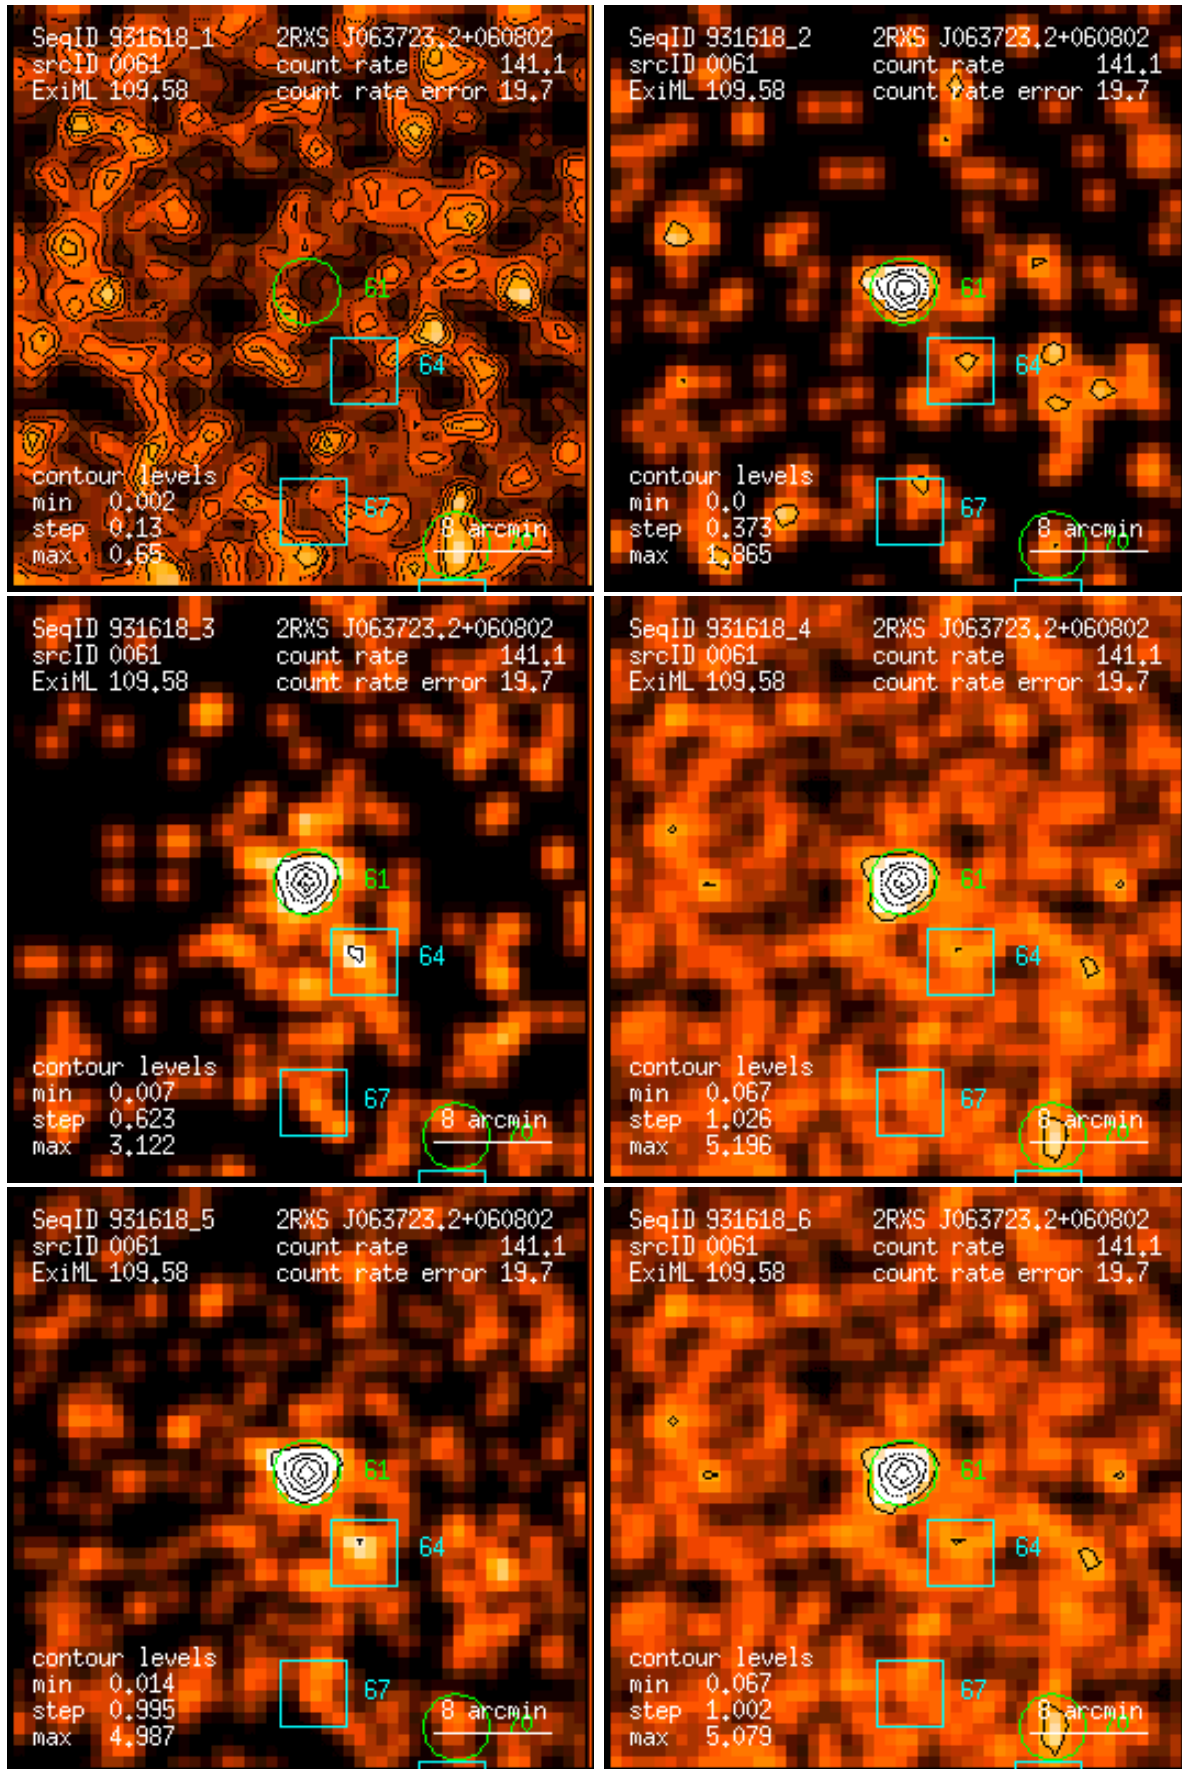 SeqID 931618_1 2RXS J063723.2+060802
srcID 0061 count rate 141.1
ExiML 109.58 count rate error 19.7
61
64
contour levels
min 0.002
67
step 0.13
8 arcmin
70
max 0.65
SeqID 931618_2 2RXS J063723.2+060802
srcID 0061 count rate 141.1
ExiML 109.58 count rate error 19.7
61
64
contour levels
min 0.0
67
step 0.373
8 arcmin
70
max 1.865
SeqID 931618_3 2RXS J063723.2+060802
srcID 0061 count rate 141.1
ExiML 109.58 count rate error 19.7
61
64
contour levels
min 0.007
67
step 0.623
8 arcmin
70
max 3.122
SeqID 931618_4 2RXS J063723.2+060802
srcID 0061 count rate 141.1
ExiML 109.58 count rate error 19.7
61
64
contour levels
min 0.067
67
step 1.026
8 arcmin
70
max 5.196
SeqID 931618_5 2RXS J063723.2+060802
srcID 0061 count rate 141.1
ExiML 109.58 count rate error 19.7
61
64
contour levels
min 0.014
67
step 0.995
8 arcmin
70
max 4.987
SeqID 931618_6 2RXS J063723.2+060802
srcID 0061 count rate 141.1
ExiML 109.58 count rate error 19.7
61
64
contour levels
min 0.067
67
step 1.002
8 arcmin
70
max 5.079